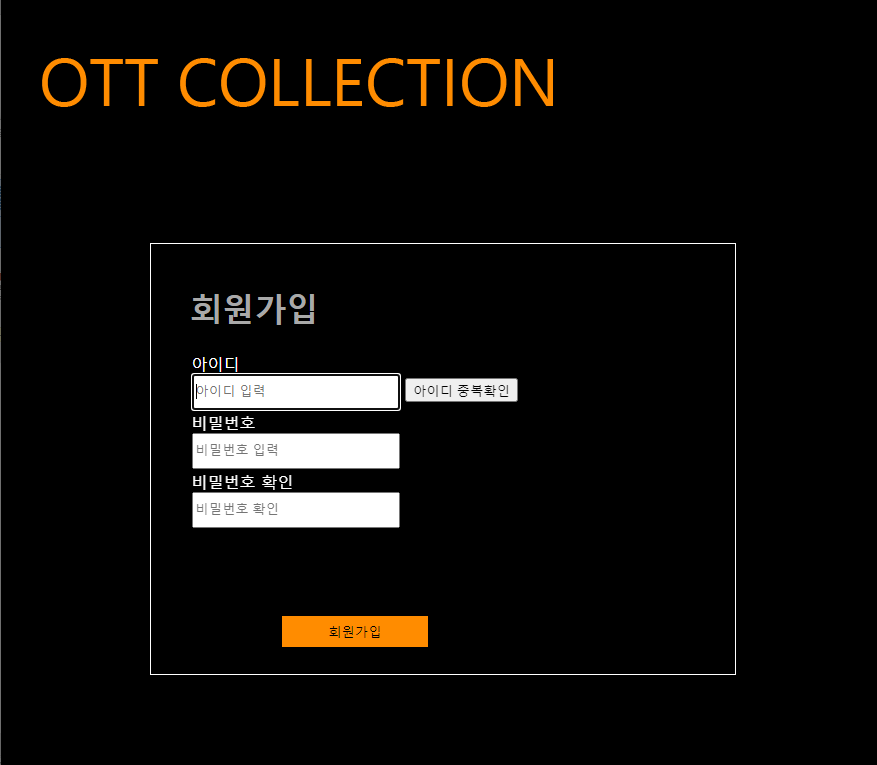 OTT COLLECTION
회원가입
아이디
아이디 입력 아이디 중복확인
비밀번호
비밀번호 입력
비밀번호 확인
비밀번호 확인
회원가입